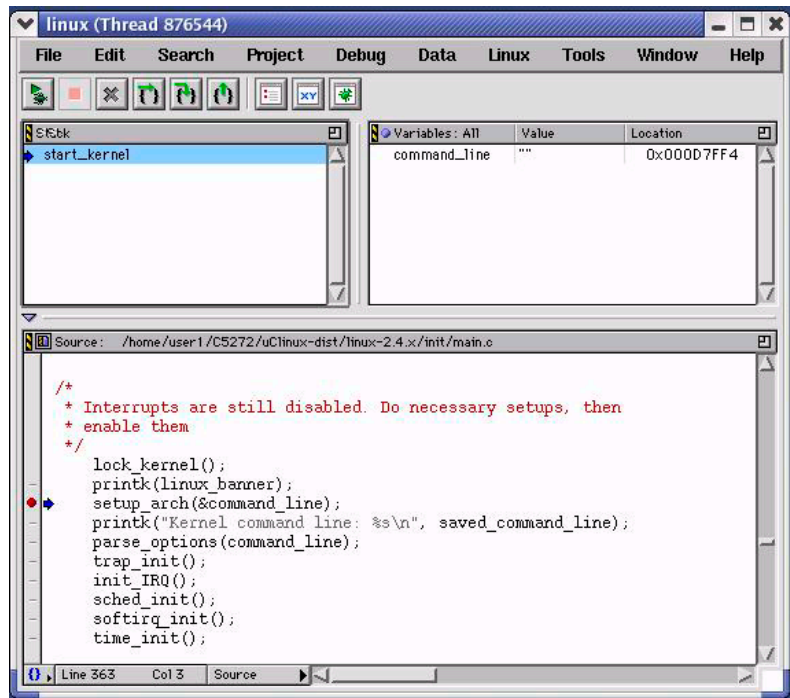 linux (Thread 876544)
File Edit Search Project Debug Data Linux Tools Window Help
Variables: All Value Location
start_kernel
command_line "" 0x000D7FF4
Source: /home/user1/C5272/uClinux-dist/linux-2.4.x/init/main.c
/*
* Interrupts are still disabled. Do necessary setups, then
* enable them
*/
lock_kernel();
printk(linux_banner);
setup_arch(&command_line);
printk("Kernel command line: %s\n", saved_command_line);
parse_options(command_line);
trap_init();
init_IRQ();
sched_init();
softirq_init();
time_init();
Line 363 Col 3 Source